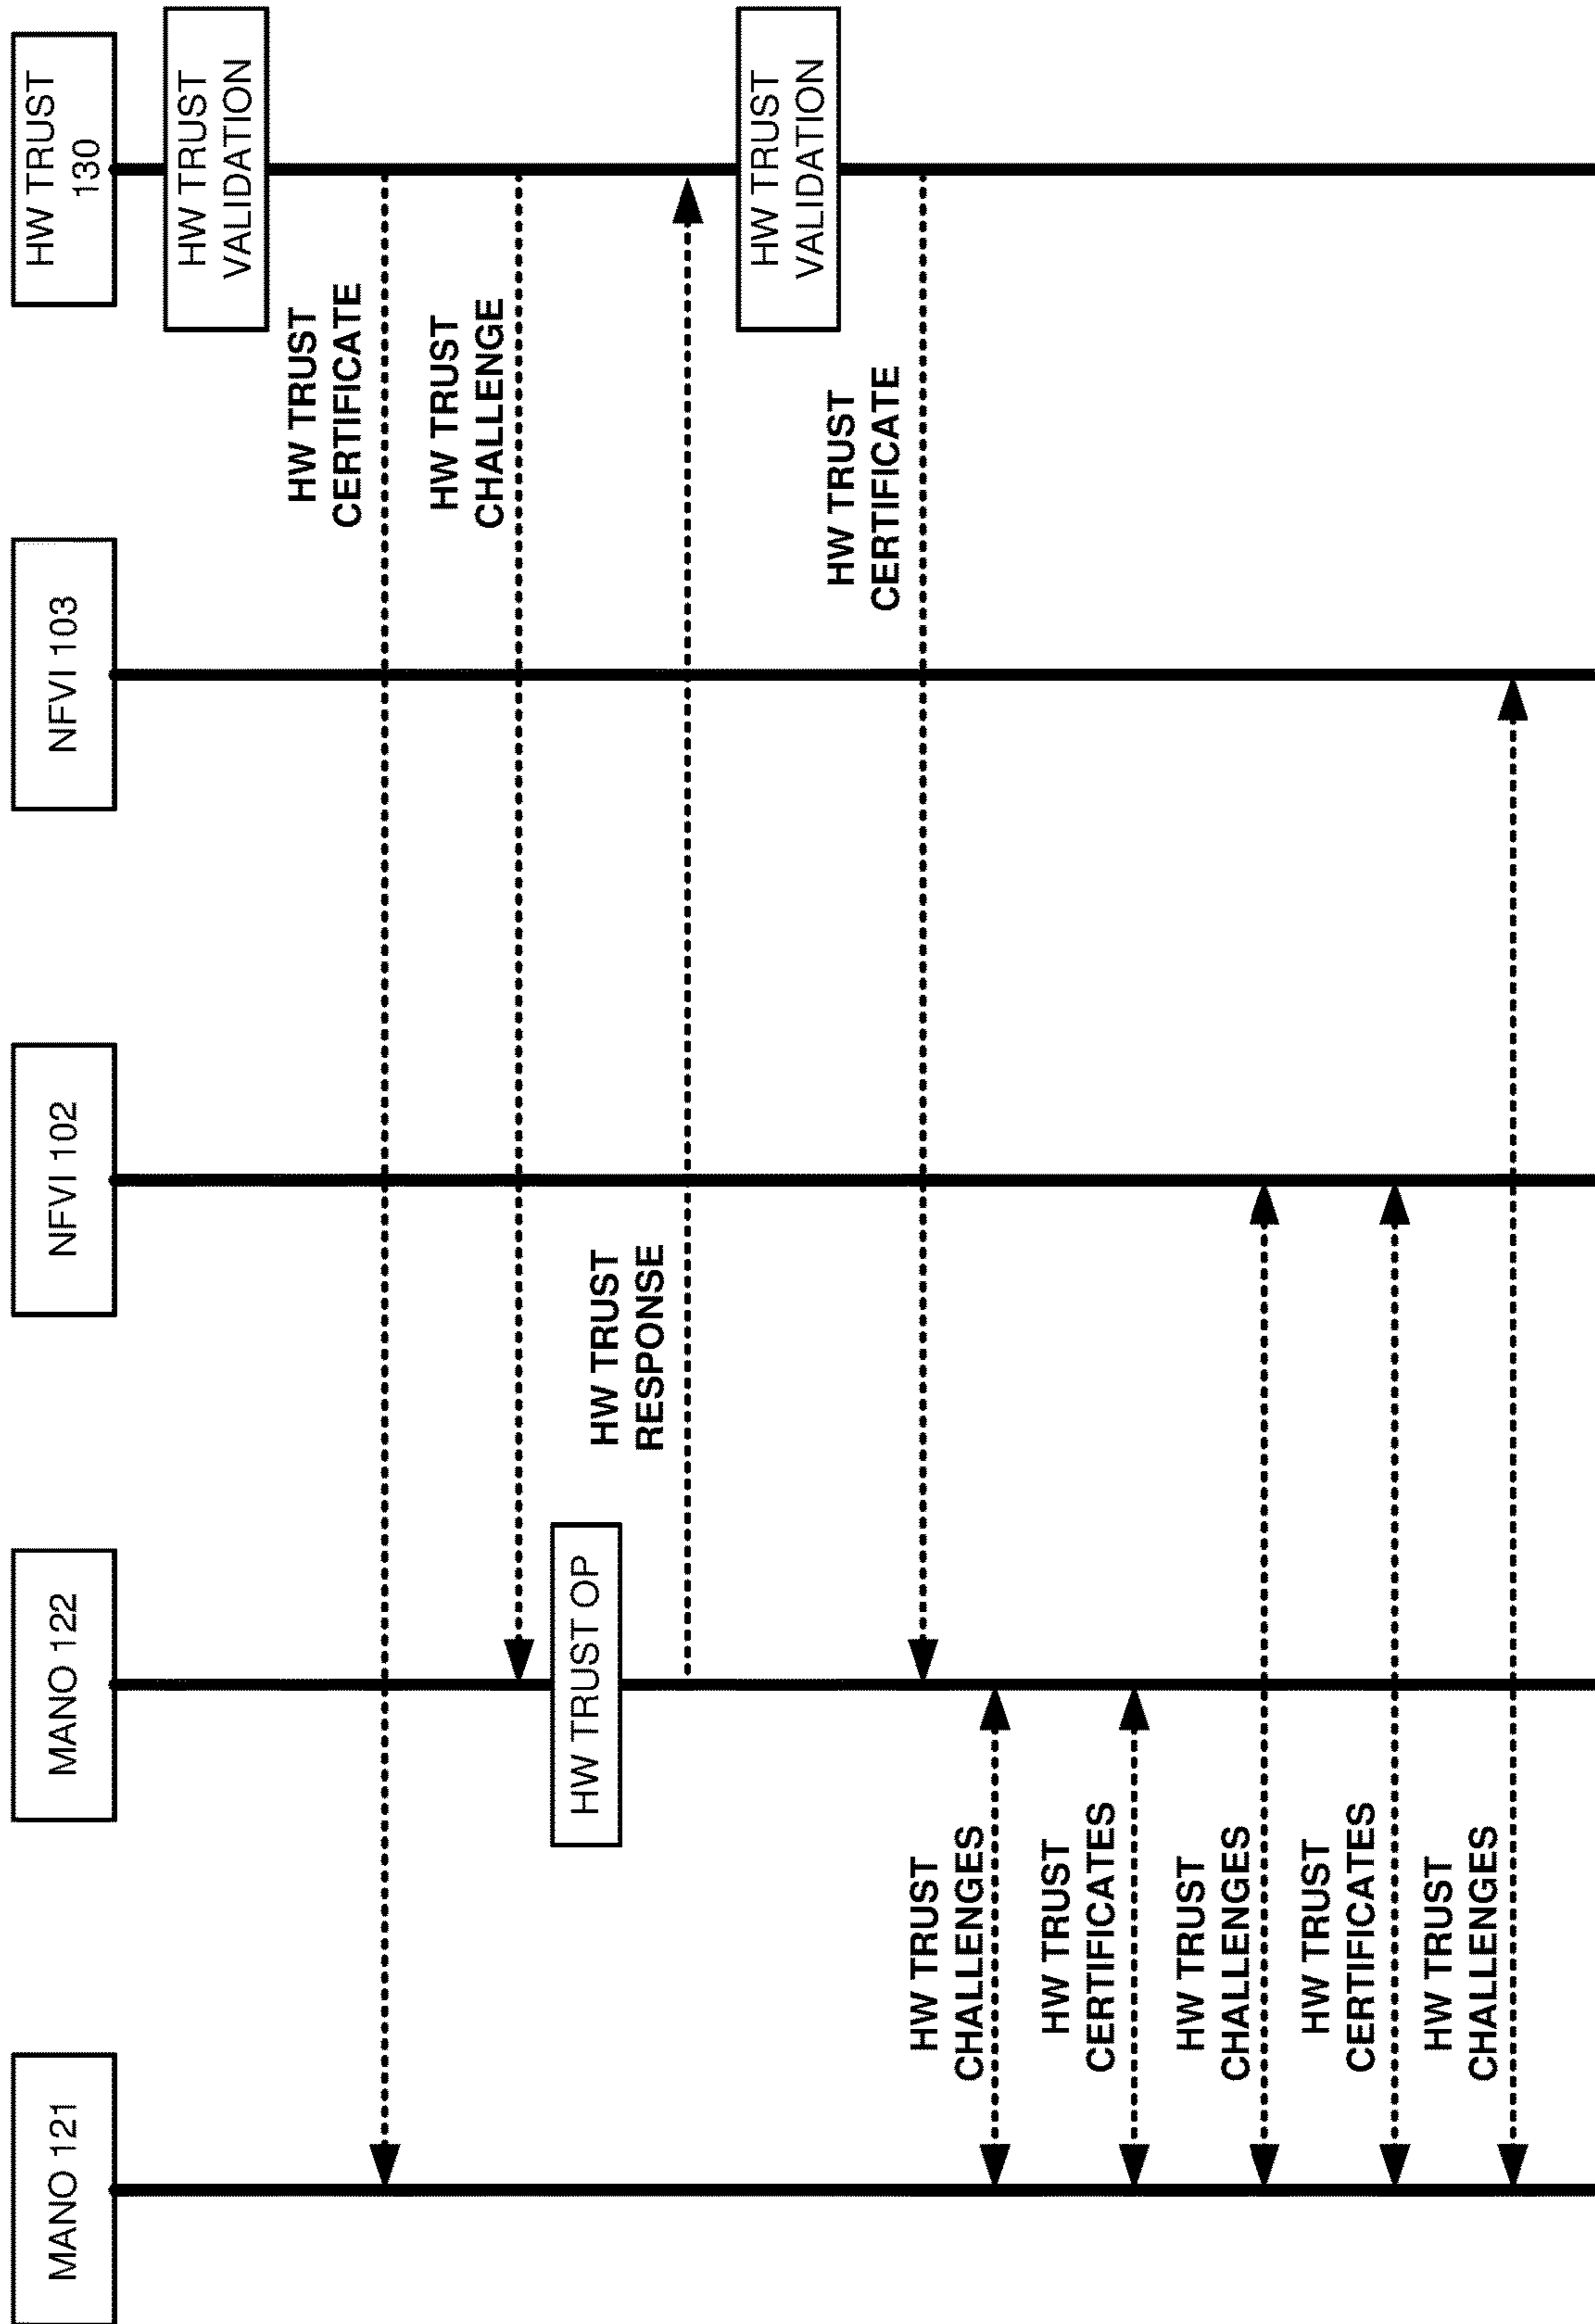 MANO 121
MANO 122
NFVI 102
NFVI 103
HW TRUST
130
HW TRUST
VALIDATION
HW TRUST
CERTIFICATE
HW TRUST
CHALLENGE
HW TRUST OP
HW TRUST
RESPONSE
HW TRUST
VALIDATION
HW TRUST
CERTIFICATE
HW TRUST
CHALLENGES
HW TRUST
CERTIFICATES
HW TRUST
CHALLENGES
HW TRUST
CERTIFICATES
HW TRUST
CHALLENGES